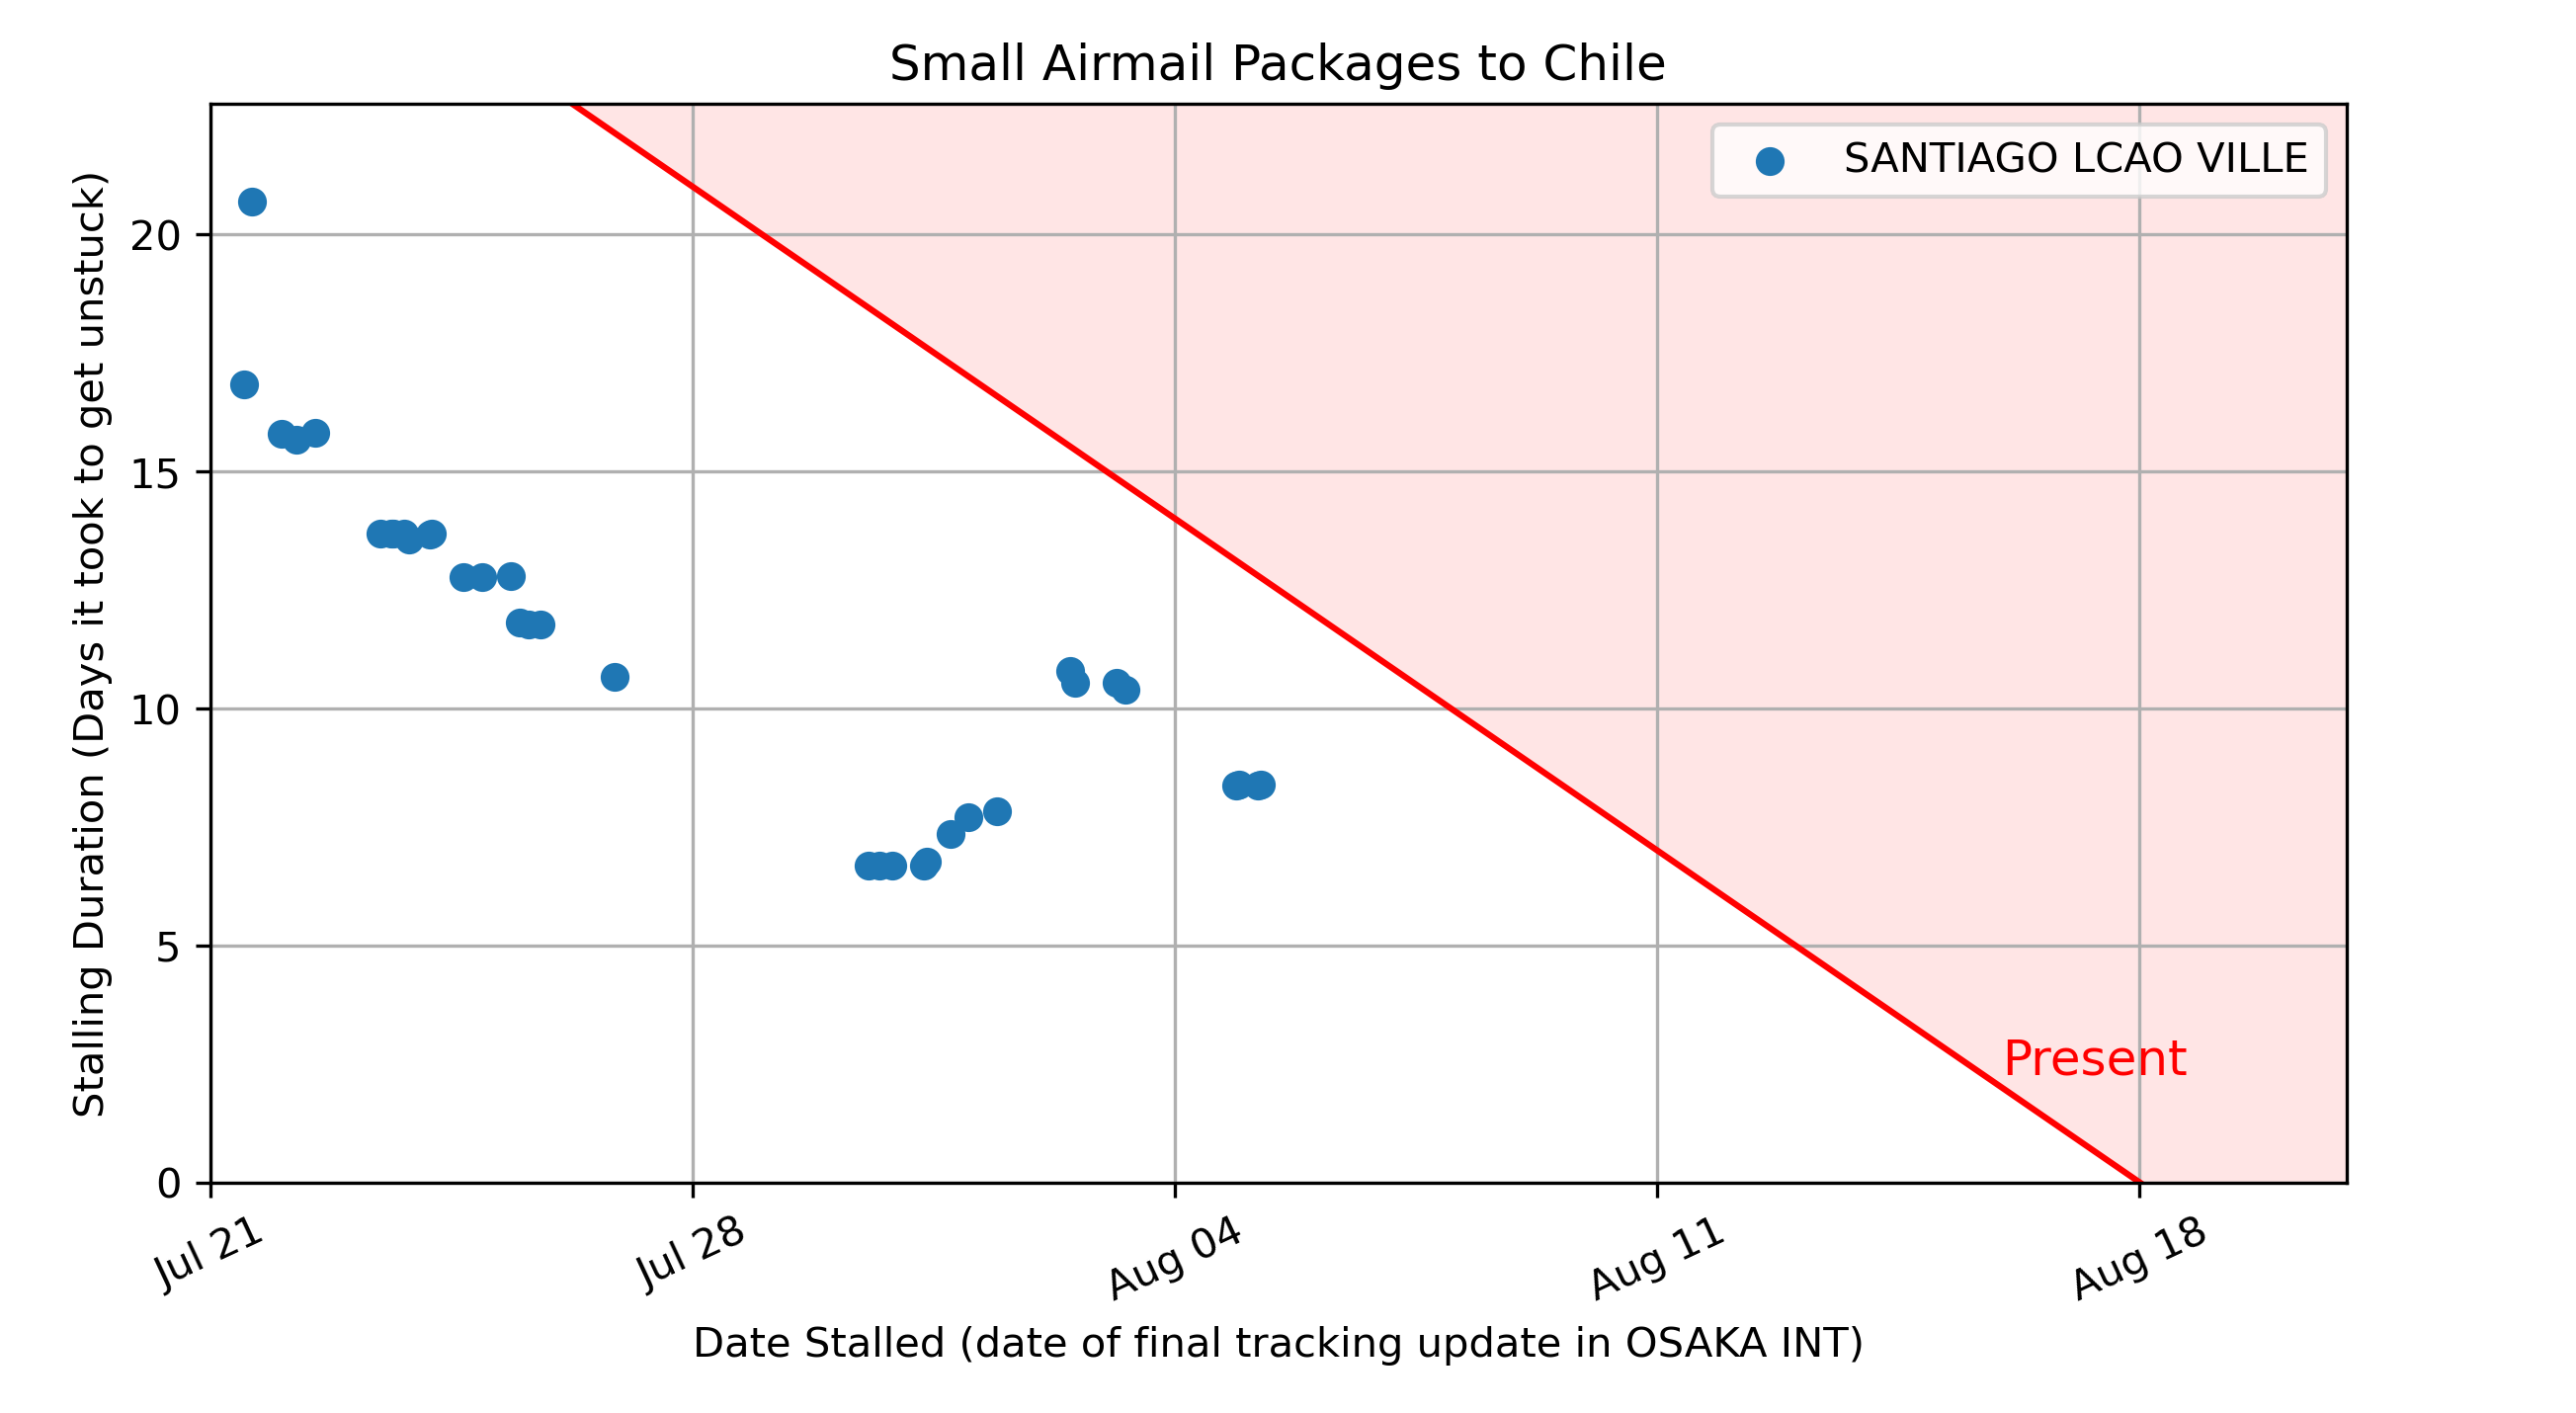 Small Airmail Packages to Chile
SANTIAGO LCAO VILLE
Stalling Duration (Days it took to get unstuck)
20
15
10
5
0
Present
Jul 21
Jul 28
Aug 04
Aug 11
Aug 18
Date Stalled (date of final tracking update in OSAKA INT)